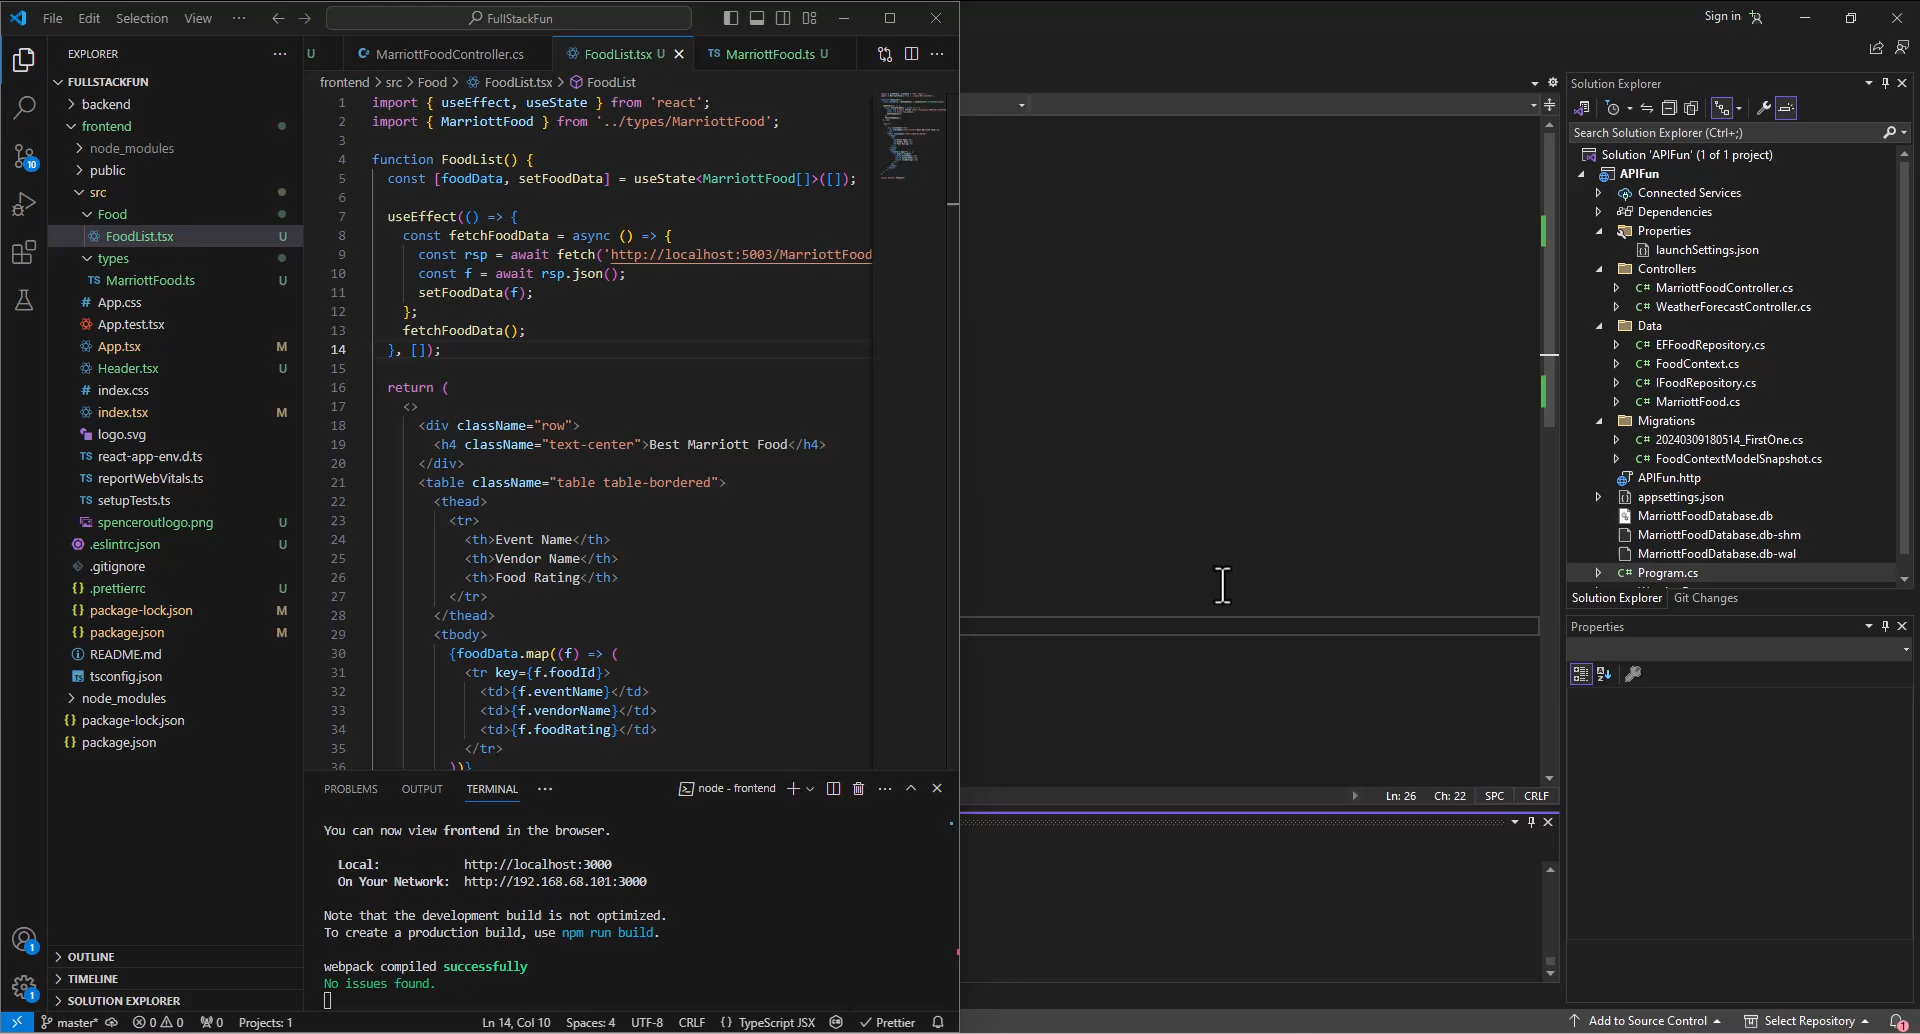 File Edit Selection View ··· FullStackFun
EXPLORER
FULLSTACKFUN
backend
frontend
node_modules
public
src
Food
FoodList.tsx U
types
TS MarriottFood.ts U
# App.css
App.test.tsx
App.tsx M
Header.tsx U
# index.css
index.tsx M
logo.svg
TS react-app-env.d.ts
TS reportWebVitals.ts
TS setupTests.ts
spenceroutlogo.png U
.eslintrc.json U
.gitignore
{} .prettierrc U
{} package-lock.json M
{} package.json M
README.md
tsconfig.json
node_modules
{} package-lock.json
{} package.json
OUTLINE
TIMELINE
SOLUTION EXPLORER
10
1
1
U MarriottFoodController.cs FoodList.tsx U TS MarriottFood.ts U
frontend > src > Food > FoodList.tsx > FoodList
1 import { useEffect, useState } from 'react';
2 import { MarriottFood } from '../types/MarriottFood';
3
4 function FoodList() {
5 const [foodData, setFoodData] = useState<MarriottFood[]>([]);
6
7 useEffect(() => {
8 const fetchFoodData = async () => {
9 const rsp = await fetch('http://localhost:5003/MarriottFood
10 const f = await rsp.json();
11 setFoodData(f);
12 };
13 fetchFoodData();
14 }, []);
15
16 return (
17 <>
18 <div className="row">
19 <h4 className="text-center">Best Marriott Food</h4>
20 </div>
21 <table className="table table-bordered">
22 <thead>
23 <tr>
24 <th>Event Name</th>
25 <th>Vendor Name</th>
26 <th>Food Rating</th>
27 </tr>
28 </thead>
29 <tbody>
30 {foodData.map((f) => (
31 <tr key={f.foodId}>
32 <td>{f.eventName}</td>
33 <td>{f.vendorName}</td>
34 <td>{f.foodRating}</td>
35 </tr>
36 ))}
PROBLEMS OUTPUT TERMINAL ··· node - frontend
You can now view frontend in the browser.
Local: http://localhost:3000
On Your Network: http://192.168.68.101:3000
Note that the development build is not optimized.
To create a production build, use npm run build.
webpack compiled successfully
No issues found.
master* 0 0 0 Projects: 1 Ln 14, Col 10 Spaces: 4 UTF-8 CRLF {} TypeScript JSX Prettier
Sign in
Solution Explorer
Search Solution Explorer (Ctrl+;)
Solution 'APIFun' (1 of 1 project)
APIFun
Connected Services
Dependencies
Properties
launchSettings.json
Controllers
C# MarriottFoodController.cs
C# WeatherForecastController.cs
Data
C# EFFoodRepository.cs
C# FoodContext.cs
C# IFoodRepository.cs
C# MarriottFood.cs
Migrations
C# 20240309180514_FirstOne.cs
C# FoodContextModelSnapshot.cs
APIFun.http
appsettings.json
MarriottFoodDatabase.db
MarriottFoodDatabase.db-shm
MarriottFoodDatabase.db-wal
C# Program.cs
Solution Explorer Git Changes
Properties
Ln: 26 Ch: 22 SPC CRLF
Add to Source Control Select Repository 1